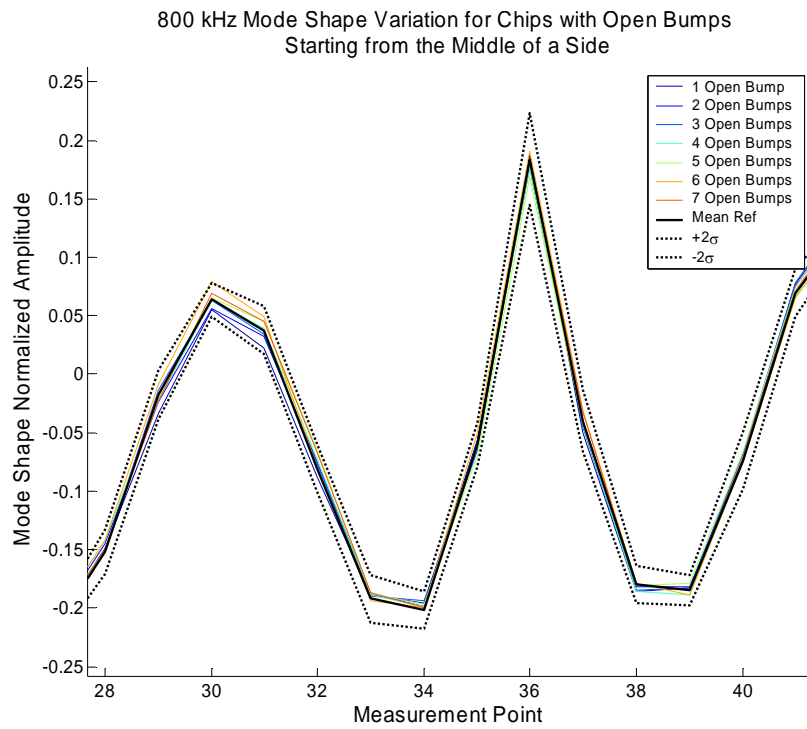 800 kHz Mode Shape Variation for Chips with Open Bumps
Starting from the Middle of a Side
Mode Shape Normalized Amplitude
0.25
0.2
0.15
0.1
0.05
0
-0.05
-0.1
-0.15
-0.2
-0.25
28
30
32
34
36
38
40
Measurement Point
1 Open Bump
2 Open Bumps
3 Open Bumps
4 Open Bumps
5 Open Bumps
6 Open Bumps
7 Open Bumps
Mean Ref
+2σ
-2σ